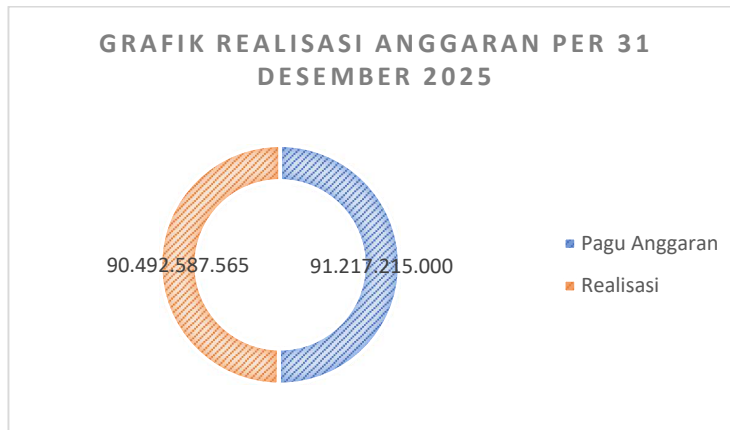 GRAFIK REALISASI ANGGARAN PER 31
DESEMBER 2025
90.492.587.565
91.217.215.000
Pagu Anggaran
Realisasi